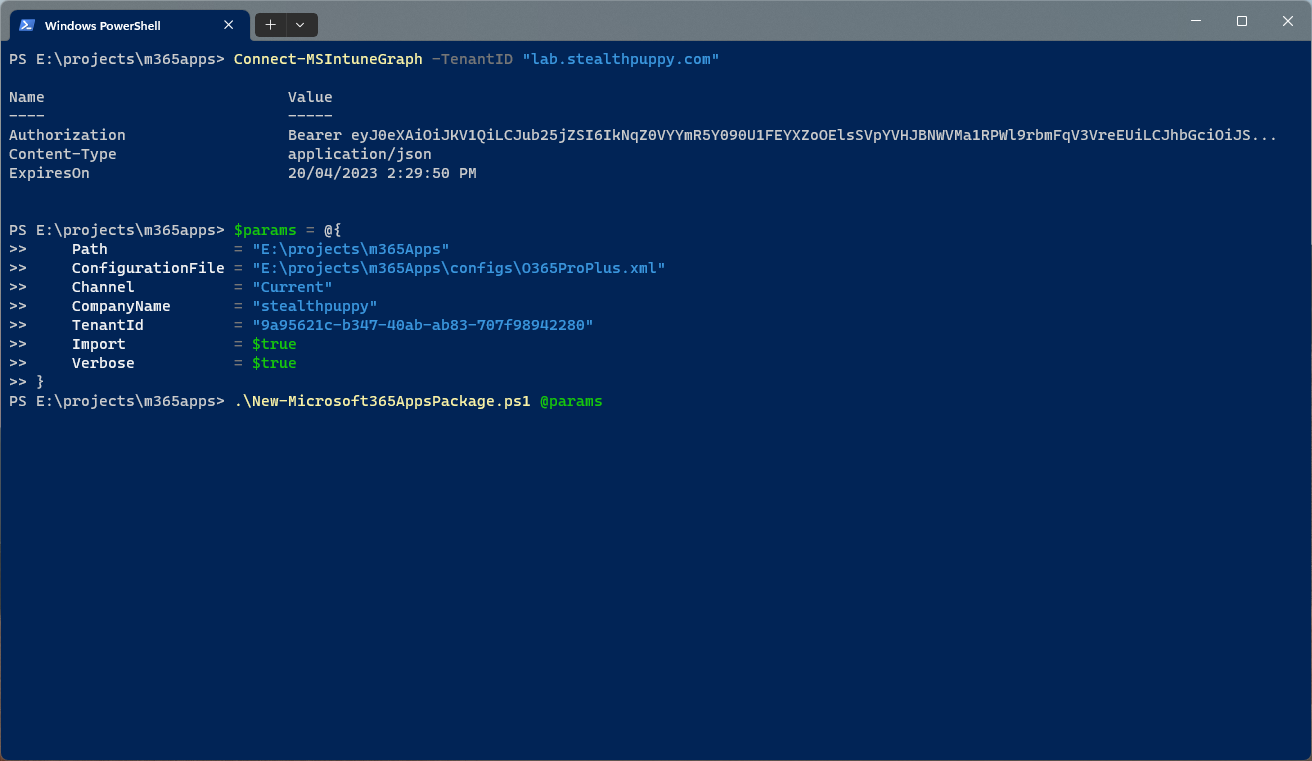 Windows PowerShell
PS E:\projects\m365apps> Connect-MSIntuneGraph -TenantID "lab.stealthpuppy.com"
Name                           Value
----                           -----
Authorization                  Bearer eyJ0eXAiOiJKV1QiLCJub25jZSI6IkNqZ0VYYmR5Y090U1FEYXZoOElsSVpYVHJBNWVMa1RPWl9rbmFqV3VreEUiLCJhbGciOiJS...
Content-Type                   application/json
ExpiresOn                      20/04/2023 2:29:50 PM
PS E:\projects\m365apps> $params = @{
>>     Path              = "E:\projects\m365Apps"
>>     ConfigurationFile = "E:\projects\m365Apps\configs\O365ProPlus.xml"
>>     Channel           = "Current"
>>     CompanyName       = "stealthpuppy"
>>     TenantId          = "9a95621c-b347-40ab-ab83-707f98942280"
>>     Import            = $true
>>     Verbose           = $true
>> }
PS E:\projects\m365apps> .\New-Microsoft365AppsPackage.ps1 @params